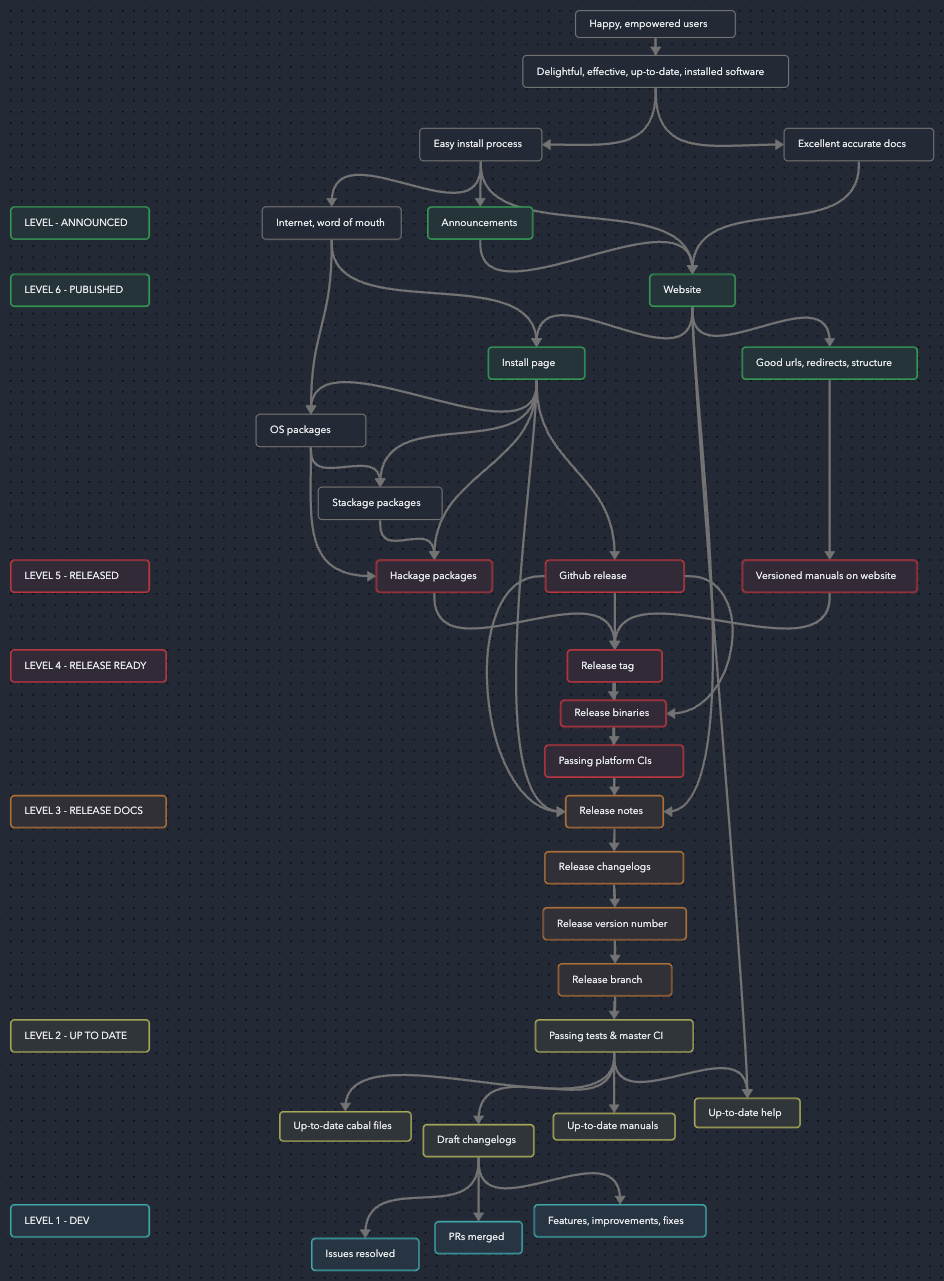 Happy, empowered users
Delightful, effective, up-to-date, installed software
Easy install process
Excellent accurate docs
LEVEL - ANNOUNCED
Internet, word of mouth
Announcements
LEVEL 6 - PUBLISHED
Website
Install page
Good urls, redirects, structure
OS packages
Stackage packages
LEVEL 5 - RELEASED
Hackage packages
Github release
Versioned manuals on website
LEVEL 4 - RELEASE READY
Release tag
Release binaries
Passing platform CIs
LEVEL 3 - RELEASE DOCS
Release notes
Release changelogs
Release version number
Release branch
LEVEL 2 - UP TO DATE
Passing tests & master CI
Up-to-date cabal files
Draft changelogs
Up-to-date manuals
Up-to-date help
LEVEL 1 - DEV
Issues resolved
PRs merged
Features, improvements, fixes